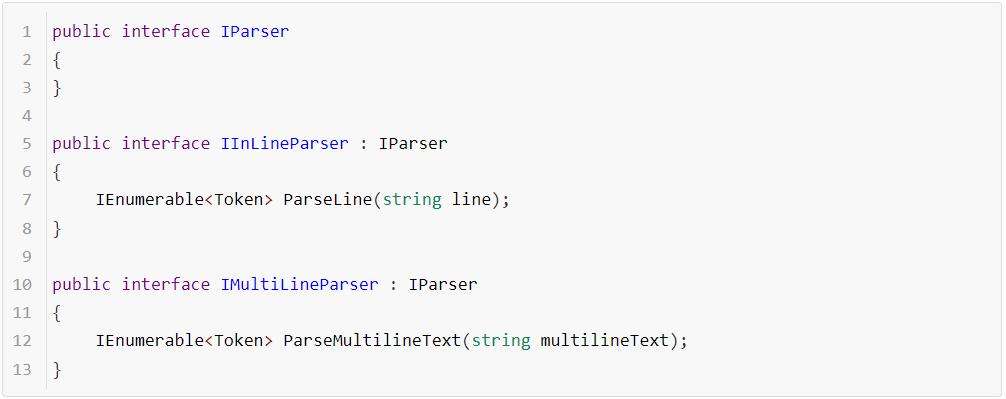 1 public interface IParser
2 {
3 }
4
5 public interface IInLineParser : IParser
6 {
7     IEnumerable<Token> ParseLine(string line);
8 }
9
10 public interface IMultiLineParser : IParser
11 {
12     IEnumerable<Token> ParseMultilineText(string multilineText);
13 }